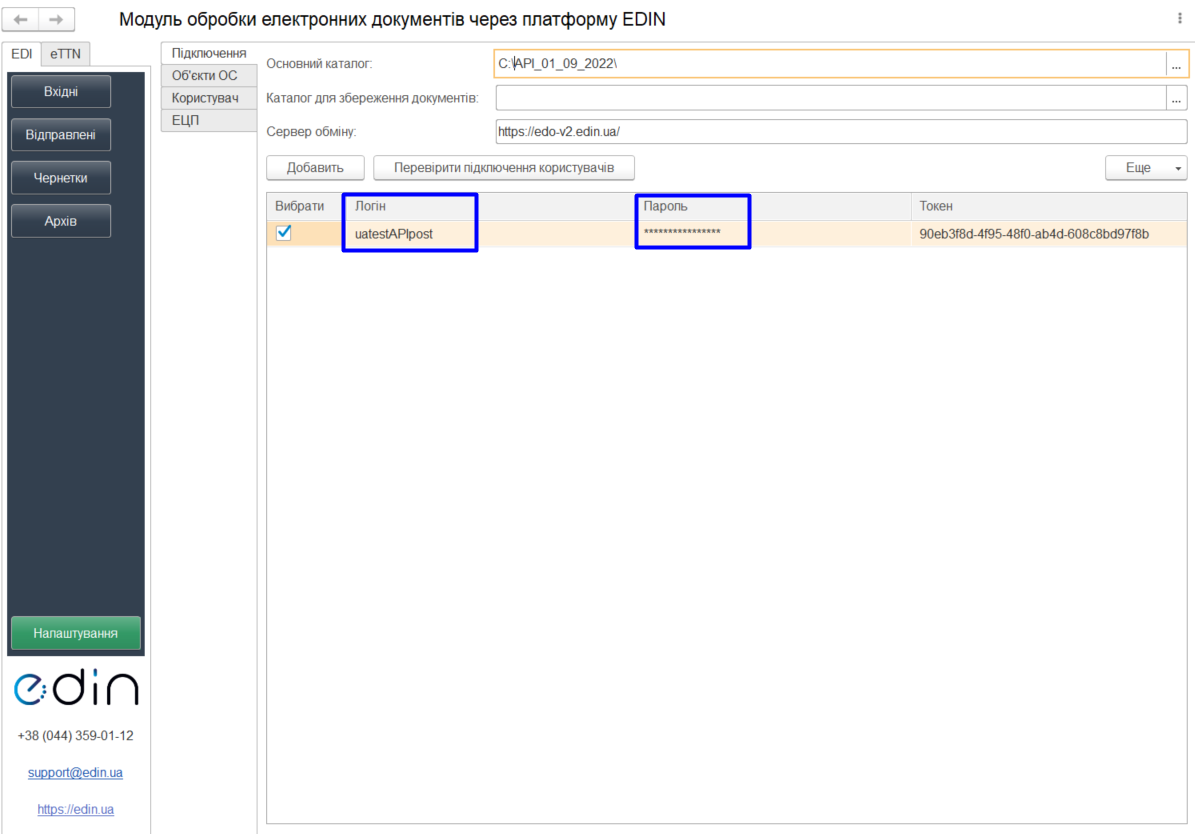 Модуль обробки електронних документів через платформу EDIN
EDI
eTTN
Вхідні
Відправлені
Чернетки
Архів
Налаштування
edin
+38 (044) 359-01-12
support@edin.ua
https://edin.ua
Підключення
Об'єкти ОС
Користувач
ЕЦП
Основний каталог: C:\API_01_09_2022\ ...
Каталог для збереження документів: ...
Сервер обміну: https://edo-v2.edin.ua/
Добавить Перевірити підключення користувачів Еще
Вибрати Логін Пароль Токен
uatestAPIpost **************** 90eb3f8d-4f95-48f0-ab4d-608c8bd97f8b